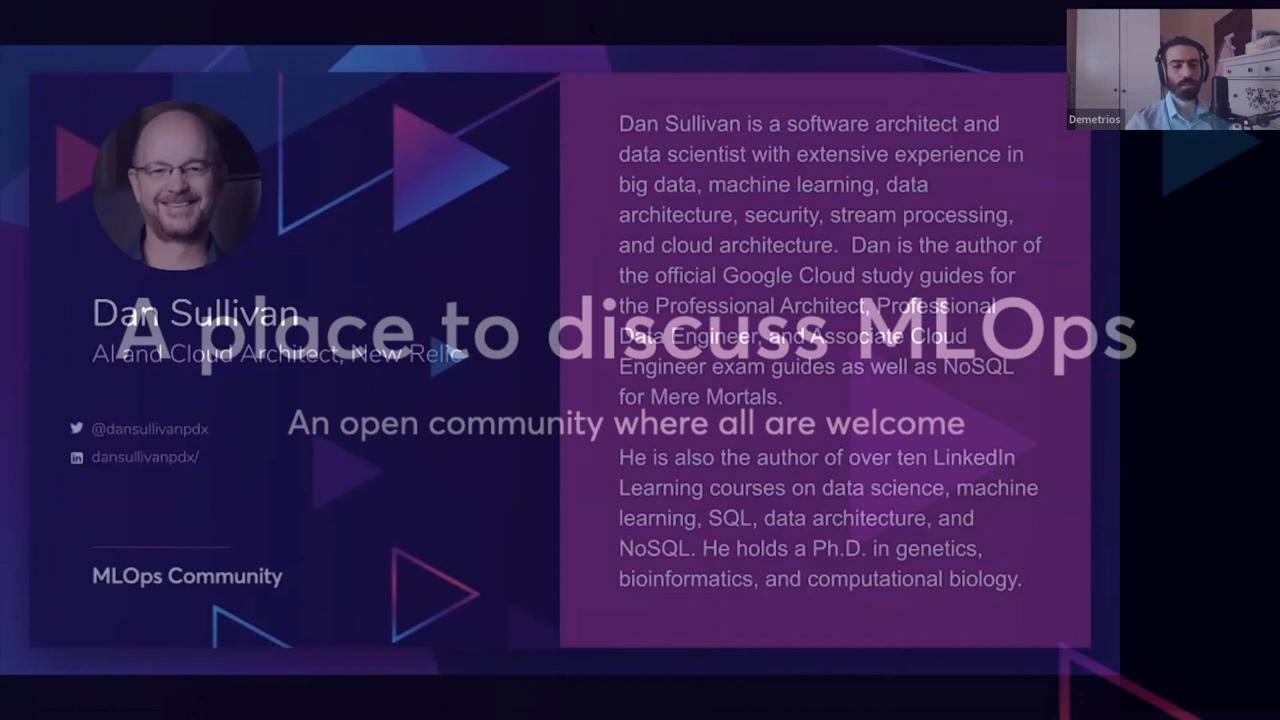 Demetrios
Dan Sullivan
AI and Cloud Architect, New Relic
@dansullivanpdx
dansullivanpdx/
MLOps Community
A place to discuss MLOps
An open community where all are welcome
Dan Sullivan is a software architect and
data scientist with extensive experience in
big data, machine learning, data
architecture, security, stream processing,
and cloud architecture. Dan is the author of
the official Google Cloud study guides for
the Professional Architect, Professional
Data Engineer, and Associate Cloud
Engineer exam guides as well as NoSQL
for Mere Mortals.
He is also the author of over ten LinkedIn
Learning courses on data science, machine
learning, SQL, data architecture, and
NoSQL. He holds a Ph.D. in genetics,
bioinformatics, and computational biology.